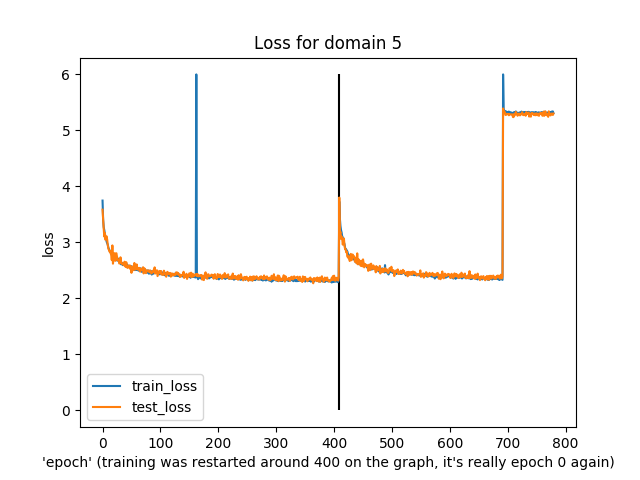 Loss for domain 5
6
5
4
3
2
1
0
loss
train_loss
test_loss
0 100 200 300 400 500 600 700 800
'epoch' (training was restarted around 400 on the graph, it's really epoch 0 again)